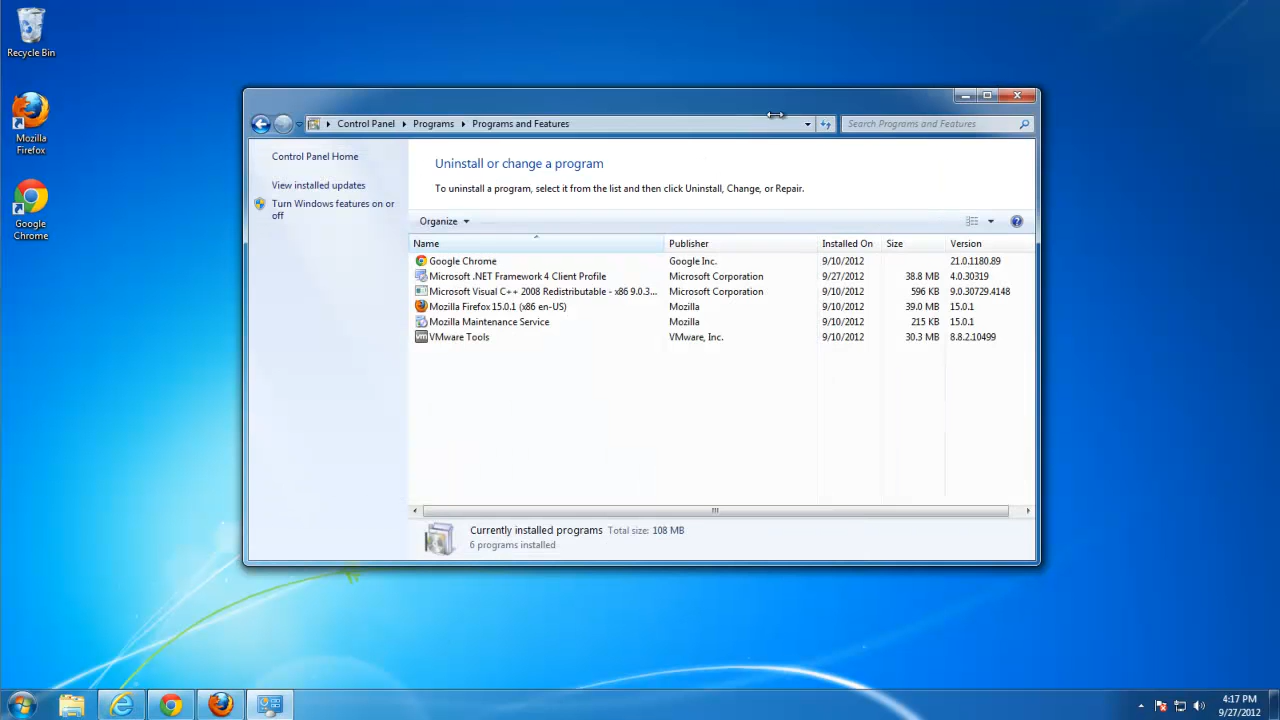 Recycle Bin
Mozilla
Firefox
Google
Chrome
Control Panel Programs Programs and Features
Search Programs and Features
Control Panel Home
View installed updates
Turn Windows features on or
off
Uninstall or change a program
To uninstall a program, select it from the list and then click Uninstall, Change, or Repair.
Organize
Name Publisher Installed On Size Version
Google Chrome Google Inc. 9/10/2012 21.0.1180.89
Microsoft .NET Framework 4 Client Profile Microsoft Corporation 9/27/2012 38.8 MB 4.0.30319
Microsoft Visual C++ 2008 Redistributable - x86 9.0.3... Microsoft Corporation 9/10/2012 596 KB 9.0.30729.4148
Mozilla Firefox 15.0.1 (x86 en-US) Mozilla 9/10/2012 39.0 MB 15.0.1
Mozilla Maintenance Service Mozilla 9/10/2012 215 KB 15.0.1
VMware Tools VMware, Inc. 9/10/2012 30.3 MB 8.8.2.10499
Currently installed programs Total size: 108 MB
6 programs installed
4:17 PM
9/27/2012